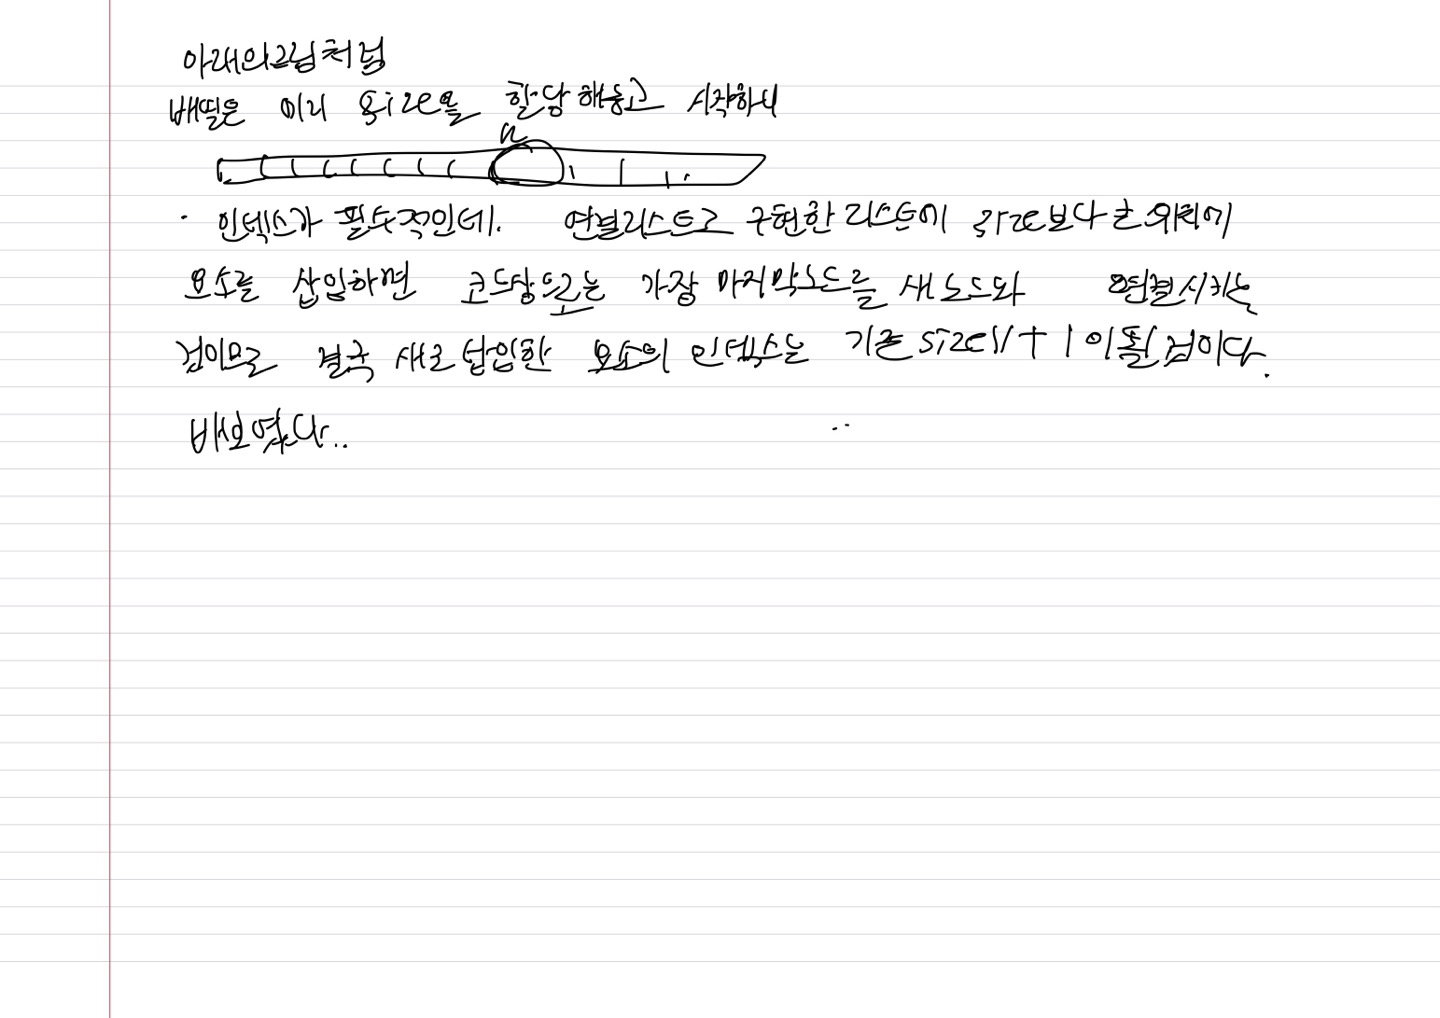 아래의그림처럼
배열은 미리 size를 할당해놓고 시작하니
n
· 인덱스가 필수적인데. 연결리스트로 구현한 리스트에 size보다 큰 위치에
요소를 삽입하면 코드상으로는 가장 마지막노드를 새노드와 연결시키는
것이므로 결국 새로 삽입한 요소의 인덱스는 기존 size + 1 이 될 것이다.
바보였다..